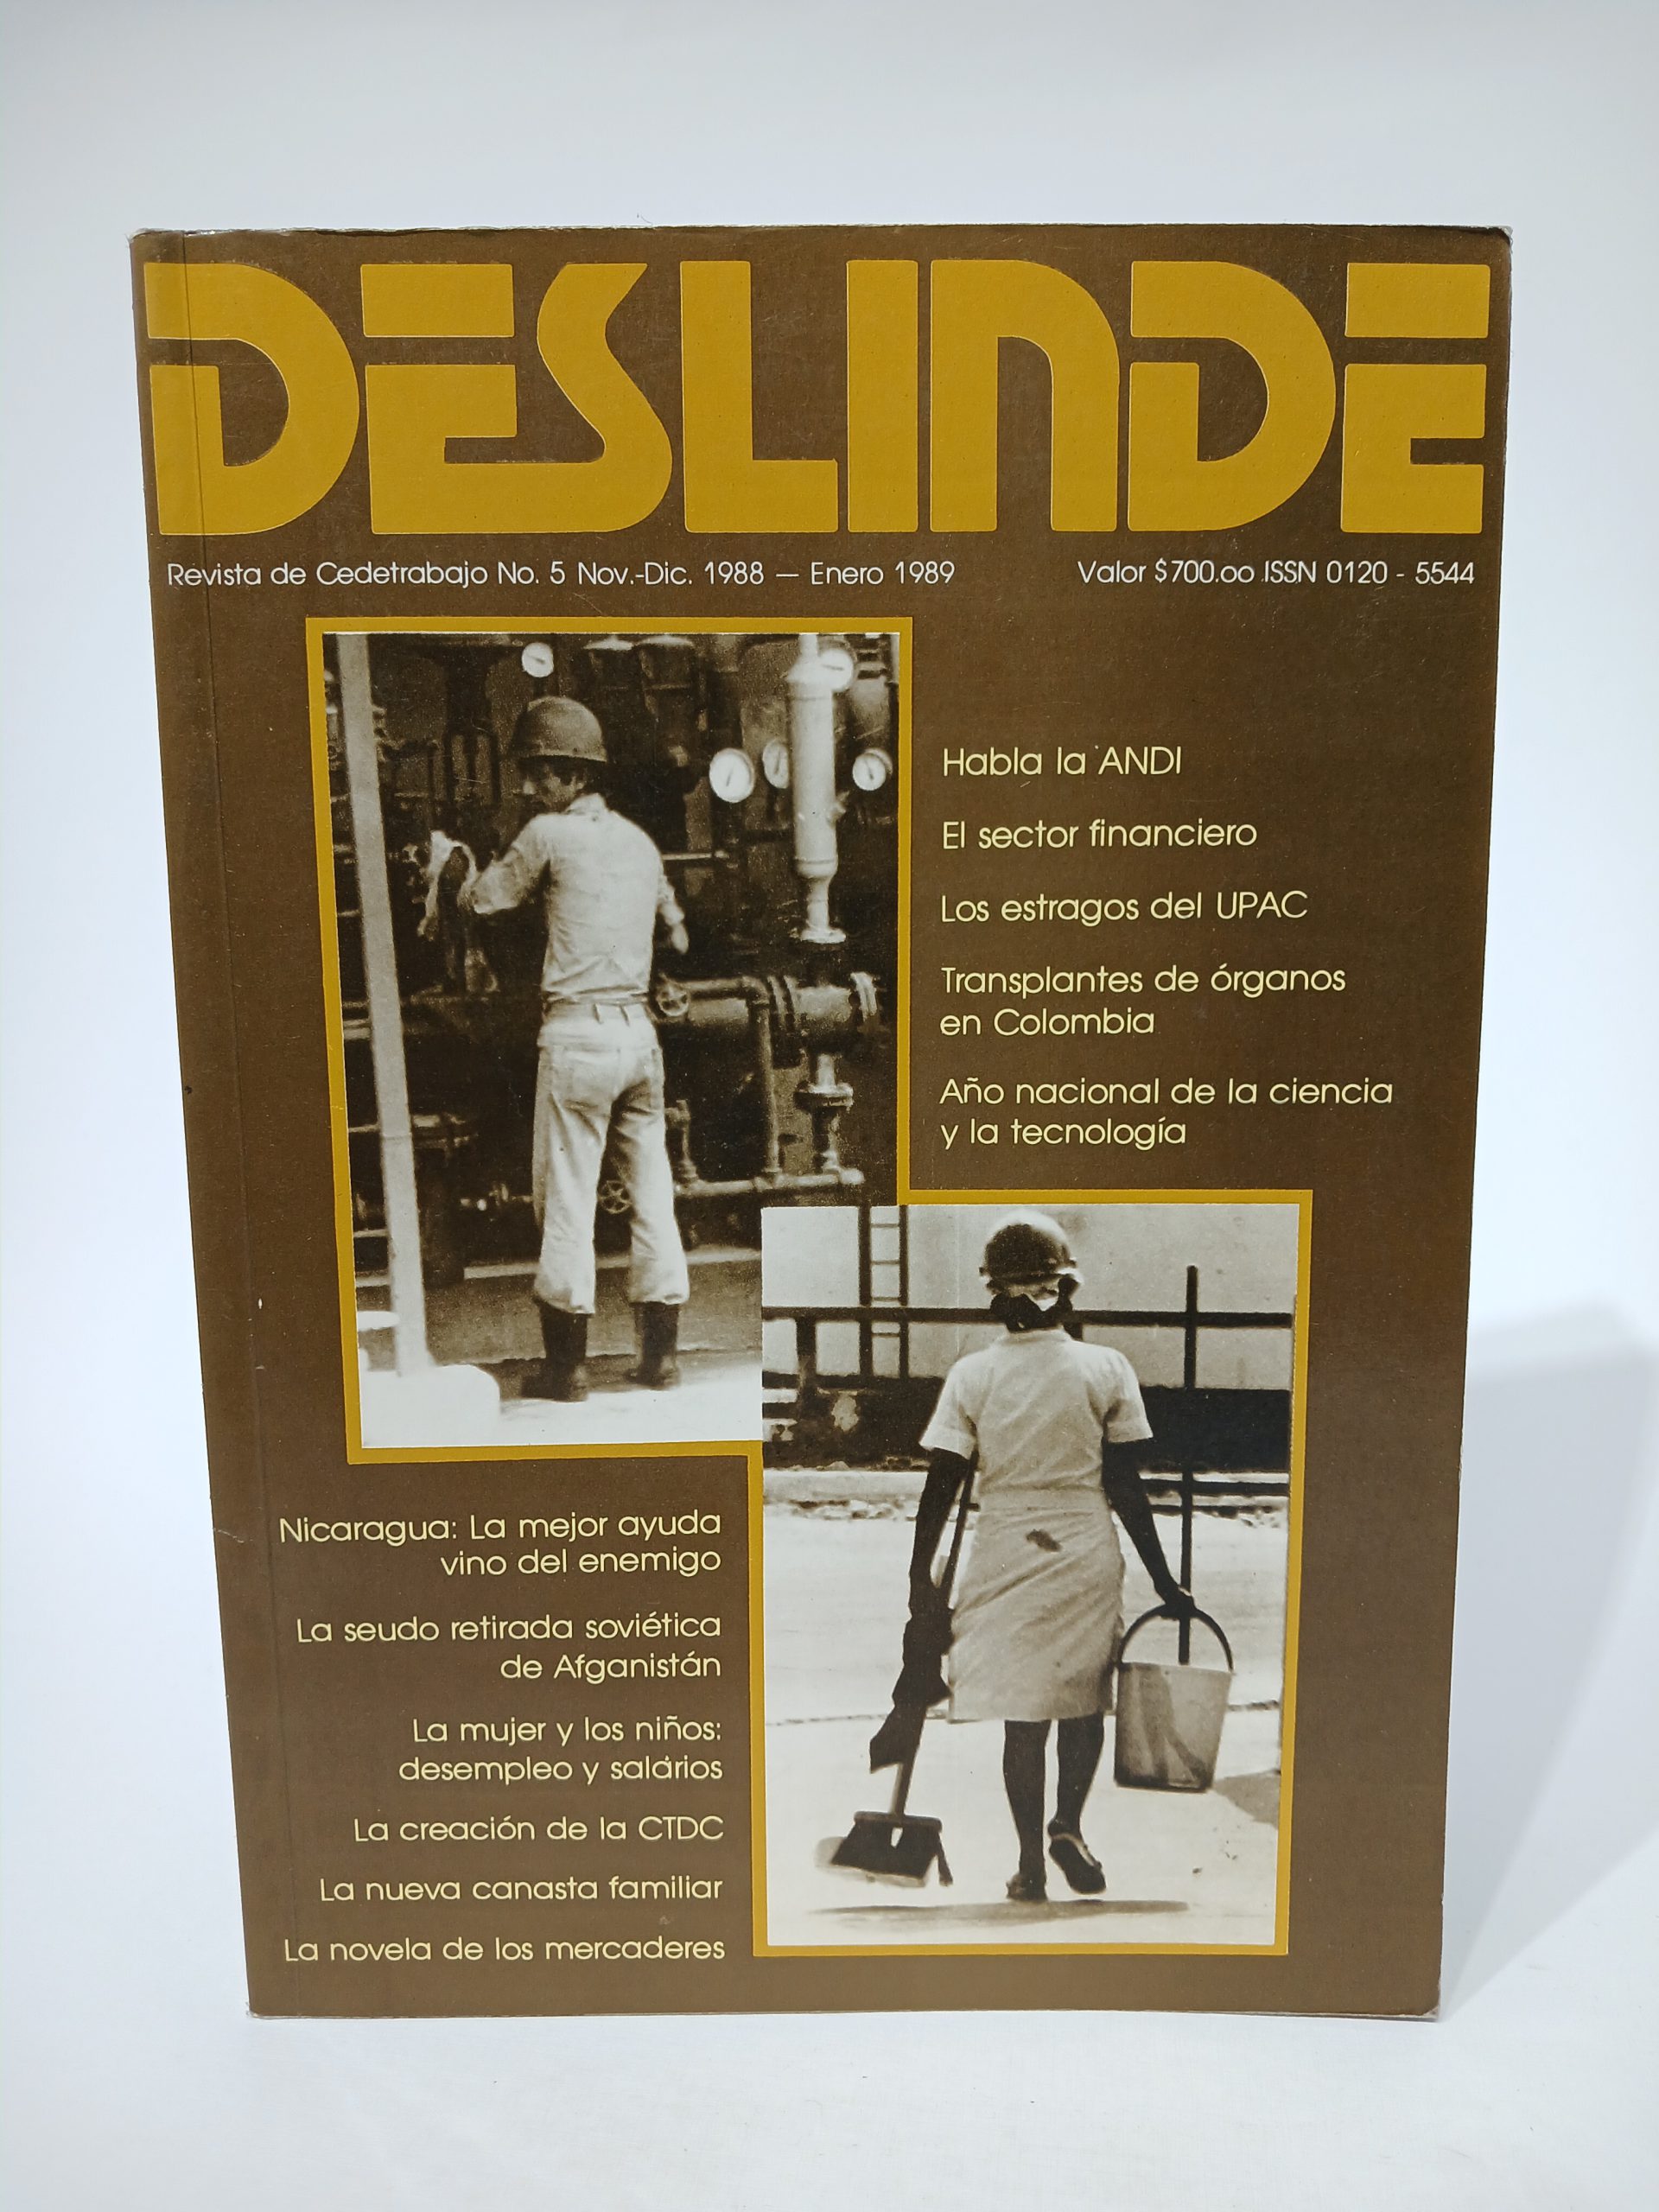 DESLINDE
Revista de Cedetrabajo No. 5 Nov.-Dic. 1988 — Enero 1989
Valor $700.oo ISSN 0120 - 5544
Habla la ANDI
El sector financiero
Los estragos del UPAC
Transplantes de órganos
en Colombia
Año nacional de la ciencia
y la tecnología
Nicaragua: La mejor ayuda
vino del enemigo
La seudo retirada soviética
de Afganistán
La mujer y los niños:
desempleo y salários
La creación de la CTDC
La nueva canasta familiar
La novela de los mercaderes